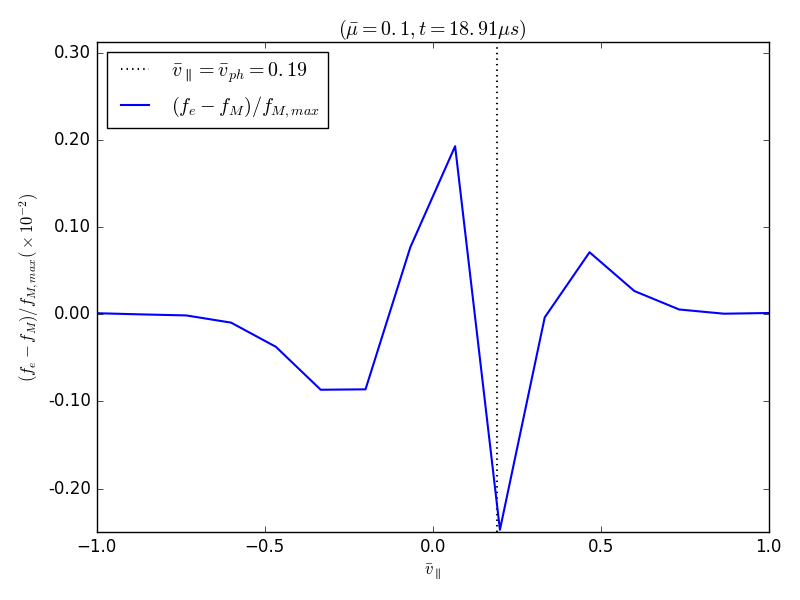 (μ̄ = 0.1, t = 18.91μs)
v̄∥ = v̄ph = 0.19
(fe − fM)/fM,max
0.30
0.20
0.10
0.00
-0.10
-0.20
(fe − fM)/fM,max(×10⁻²)
−1.0 −0.5 0.0 0.5 1.0
v̄∥